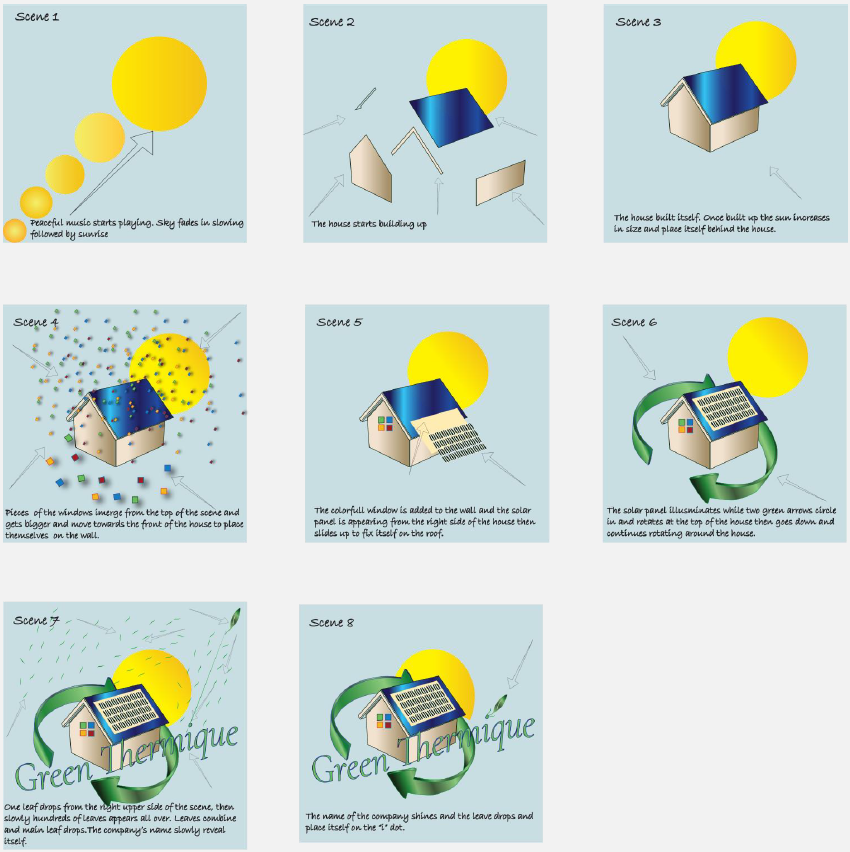 Scene 1
Peaceful music starts playing. Sky fades in slowing
followed by sunrise
Scene 2
The house starts building up
Scene 3
The house built itself. Once built up the sun increases
in size and place itself behind the house.
Scene 4
Pieces of the windows imerge from the top of the scene and
gets bigger and move towards the front of the house to place
themselves on the wall.
Scene 5
The colorfull window is added to the wall and the solar
panel is appearing from the right side of the house then
slides up to fix itself on the roof.
Scene 6
The solar panel illusminates while two green arrows circle
in and rotates at the top of the house then goes down and
continues rotating around the house.
Scene 7
Green Thermique
One leaf drops from the right upper side of the scene, then
slowly hundreds of leaves appears all over. Leaves combine
and main leaf drops.The company's name slowly reveal
itself.
Scene 8
Green Thermique
The name of the company shines and the leave drops and
place itself on the "i" dot.